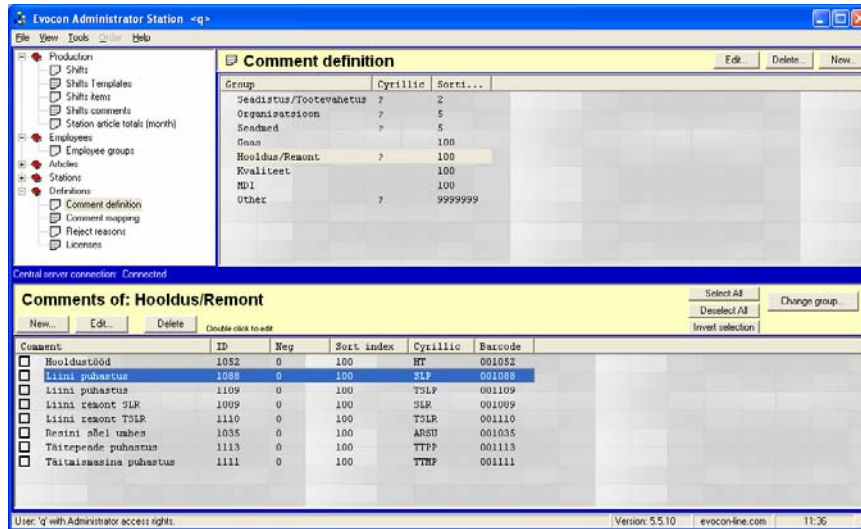 Evocon Administrator Station <q>
File View Tools Order Help
Production
Shifts
Shifts Templates
Shifts items
Shifts comments
Station article totals (month)
Employees
Employee groups
Articles
Stations
Definitions
Comment definition
Comment mapping
Reject reasons
Licenses
Comment definition
Edit... Delete... New...
Group Cyrillic Sorti...
Seadistus/Tootevahetus ? 2
Organisatsioon ? 5
Seadmed ? 5
Ooas 100
Hooldus/Remont ? 100
Kvaliteet 100
MDI 100
Other ? 9999999
Central server connection: Connected
Comments of: Hooldus/Remont
Select All
Deselect All
Invert selection
Change group...
New... Edit... Delete Double click to edit
Comment ID Neg Sort index Cyrillic Barcode
Hooldustööd 1052 0 100 HT 001052
Liini puhastus 1088 0 100 SLP 001088
Liini puhastus 1109 0 100 TSLP 001109
Liini remont SLR 1009 0 100 SLR 001009
Liini remont TSLR 1110 0 100 TSLR 001110
Resini sõel umbes 1035 0 100 ARSU 001035
Täitepeade puhastus 1113 0 100 TTPP 001113
Täitmismasina puhastus 1111 0 100 TTMP 001111
User: 'q' with Administrator access rights.
Version: 5.5.10 evocon-line.com 11:36